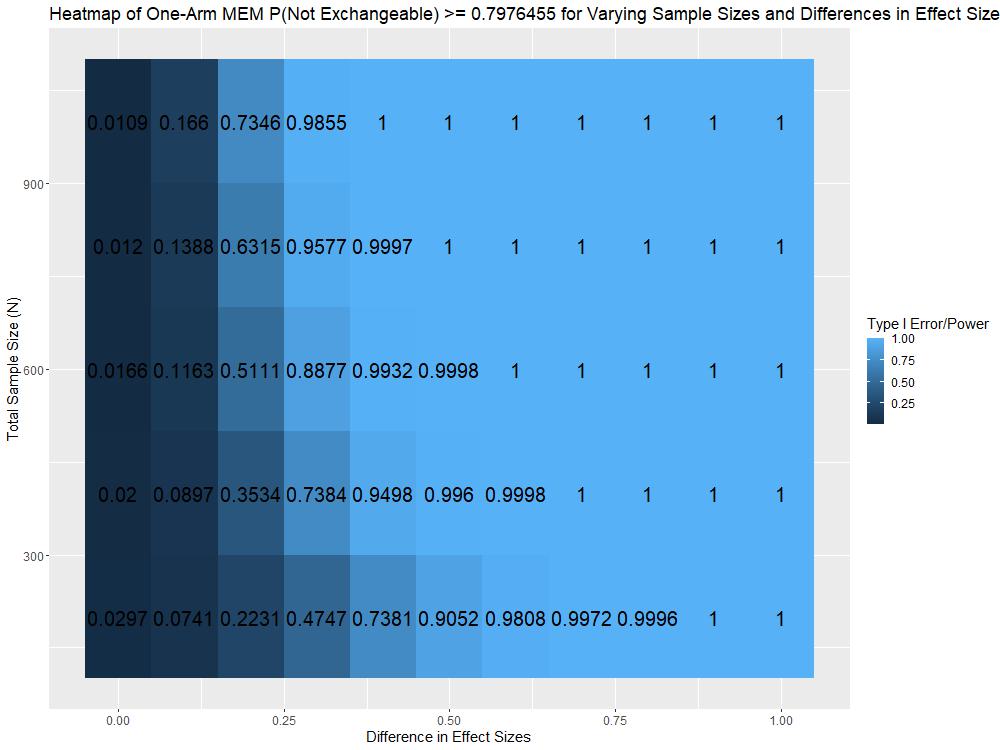 Heatmap of One-Arm MEM P(Not Exchangeable) >= 0.7976455 for Varying Sample Sizes and Differences in Effect Size
0.0109 0.166 0.7346 0.9855 1 1 1 1 1 1 1
900
0.012 0.1388 0.6315 0.9577 0.9997 1 1 1 1 1 1
Total Sample Size (N)
600
0.0166 0.1163 0.5111 0.8877 0.9932 0.9998 1 1 1 1 1
0.02 0.0897 0.3534 0.7384 0.9498 0.996 0.9998 1 1 1 1
300
0.0297 0.0741 0.2231 0.4747 0.7381 0.9052 0.9808 0.9972 0.9996 1 1
0.00 0.25 0.50 0.75 1.00
Difference in Effect Sizes
Type I Error/Power
1.00
0.75
0.50
0.25